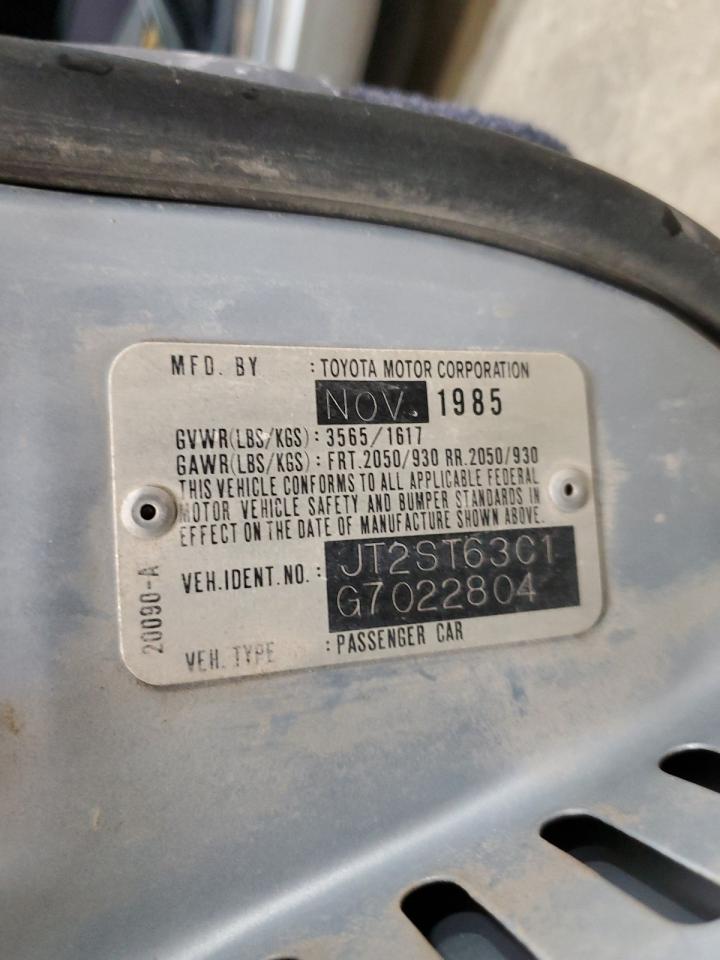 MFD. BY : TOYOTA MOTOR CORPORATION
NOV. 1985
GVWR(LBS/KGS) : 3565/1617
GAWR(LBS/KGS) : FRT.2050/930 RR.2050/930
THIS VEHICLE CONFORMS TO ALL APPLICABLE FEDERAL
MOTOR VEHICLE SAFETY AND BUMPER STANDARDS IN
EFFECT ON THE DATE OF MANUFACTURE SHOWN ABOVE.
VEH.IDENT.NO. : JT2ST63C1
G7022804
VEH. TYPE : PASSENGER CAR
20090-A